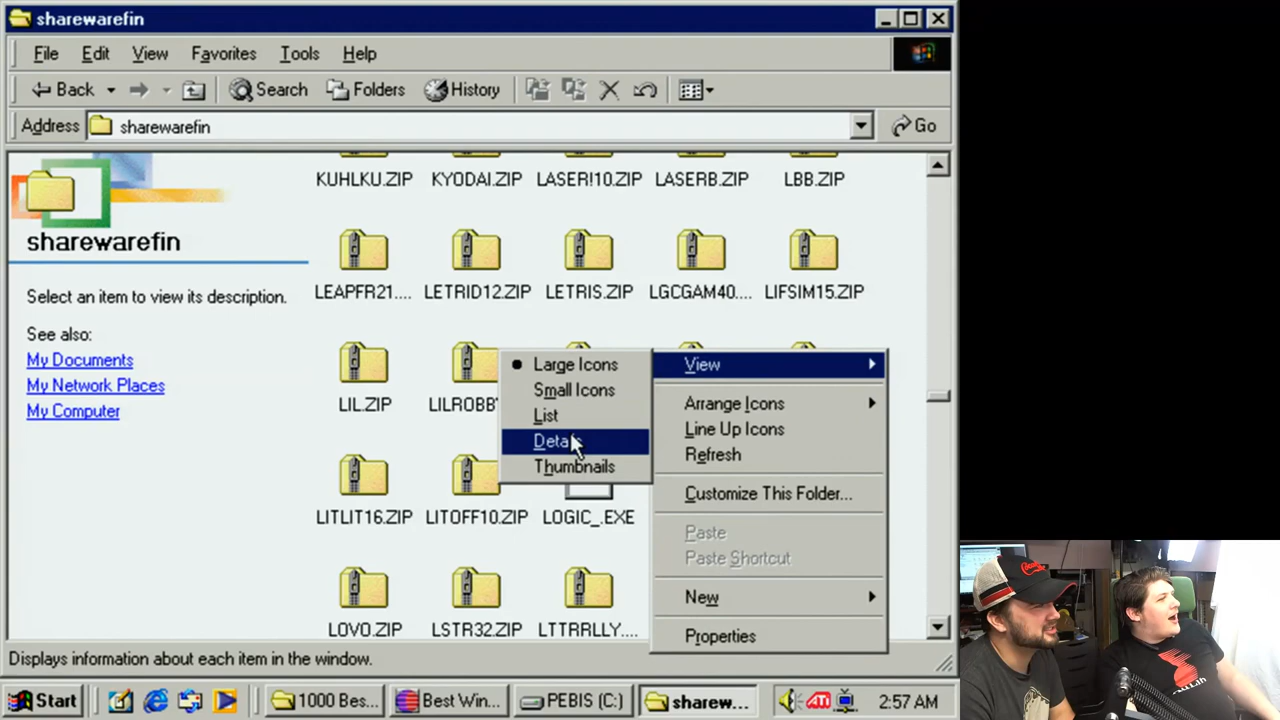 sharewarefin
File Edit View Favorites Tools Help
Back Search Folders History
Address sharewarefin Go
KUHLKU.ZIP KYODAI.ZIP LASER!10.ZIP LASERB.ZIP LBB.ZIP
sharewarefin
LEAPFR21.... LETRID12.ZIP LETRIS.ZIP LGCGAM40.... LIFSIM15.ZIP
Select an item to view its description.
See also:
My Documents
My Network Places
My Computer
LIL.ZIP LILROBBY
Large Icons
Small Icons
List
Details
Thumbnails
View
Arrange Icons
Line Up Icons
Refresh
Customize This Folder...
Paste
Paste Shortcut
New
Properties
LITLIT16.ZIP LITOFF10.ZIP LOGIC_.EXE
LOVO.ZIP LSTR32.ZIP LTTRRLLY....
Displays information about each item in the window.
Start 1000 Bes... Best Win... PEBIS (C:) sharew... 2:57 AM